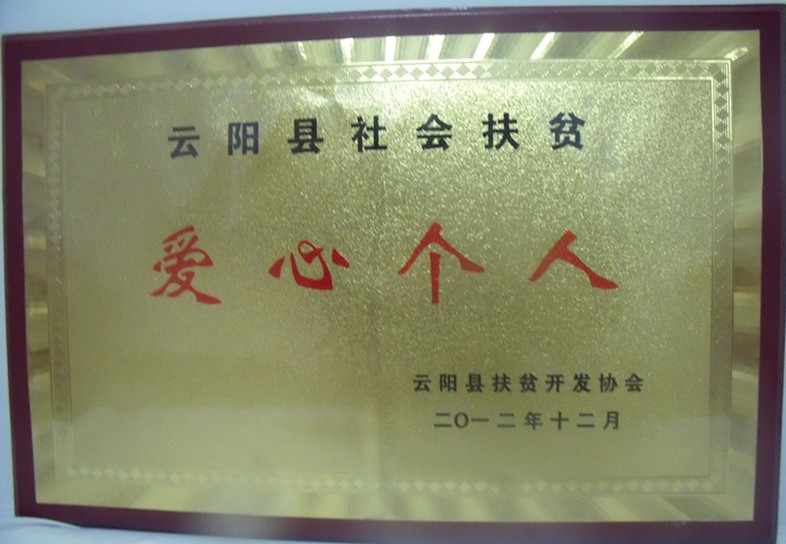 云阳县社会扶贫
爱心个人
云阳县扶贫开发协会
二〇一二年十二月